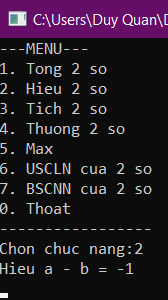 C:\Users\Duy Quan\D
---MENU---
1. Tong 2 so
2. Hieu 2 so
3. Tich 2 so
4. Thuong 2 so
5. Max
6. USCLN cua 2 so
7. BSCNN cua 2 so
0. Thoat
-----------------
Chon chuc nang:2
Hieu a - b = -1